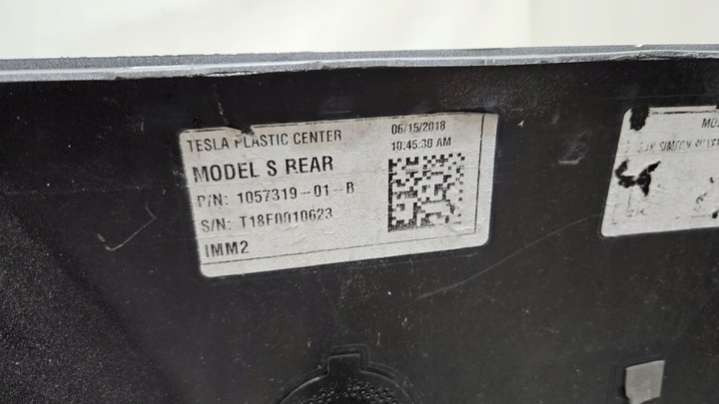 TESLA PLASTIC CENTER
06/15/2018
10:45:30 AM
MODEL S REAR
P/N: 1057319-01-B
S/N: T18F0010623
IMM2